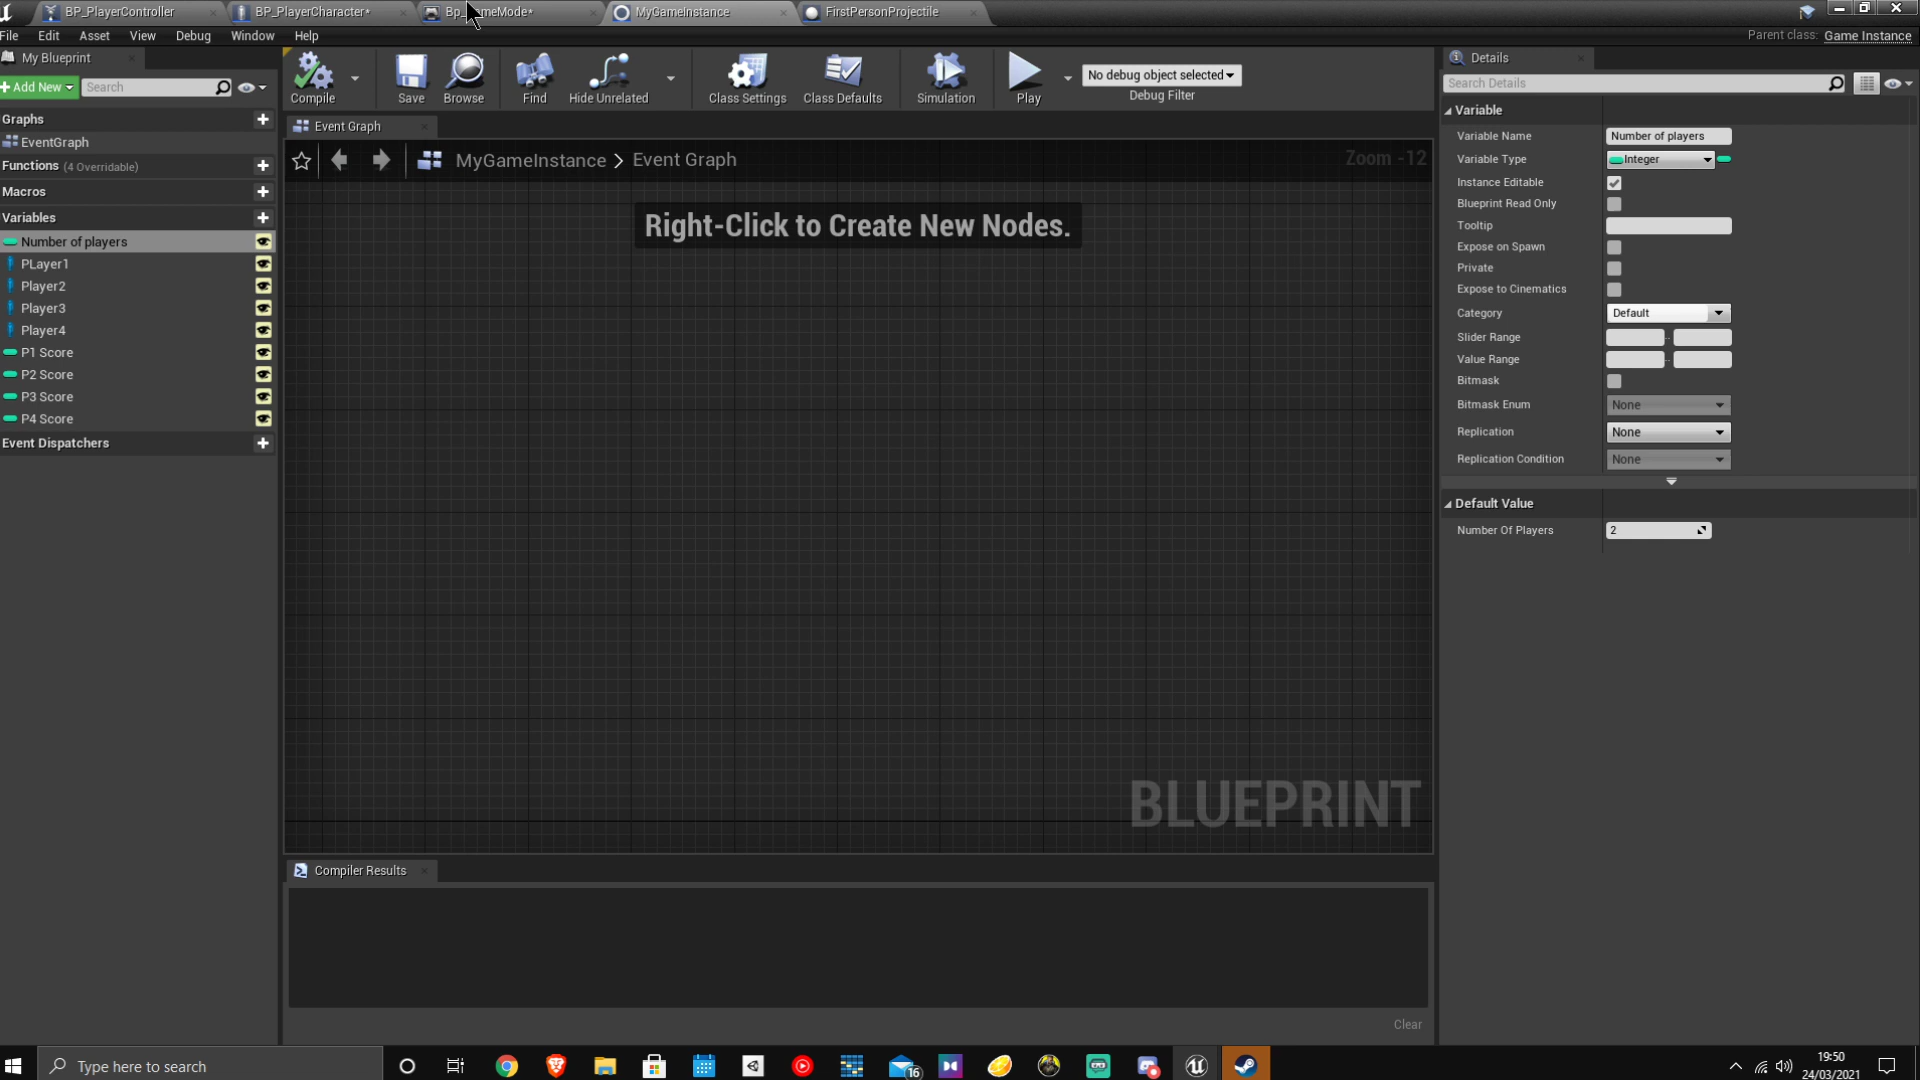 BP_PlayerController
BP_PlayerCharacter*
MyGameInstance
FirstPersonProjectile
File Edit Asset View Debug Window Help
Parent class: Game Instance
My Blueprint
Add New
Search
Compile
Save
Browse
Find
Hide Unrelated
Class Settings
Class Defaults
Simulation
Play
No debug object selected
Debug Filter
Graphs
EventGraph
Functions (4 Overridable)
Macros
Variables
Number of players
PLayer1
Player2
Player3
Player4
P1 Score
P2 Score
P3 Score
P4 Score
Event Dispatchers
Event Graph
MyGameInstance > Event Graph
Zoom -12
Right-Click to Create New Nodes.
BLUEPRINT
Compiler Results
Clear
Details
Search Details
Variable
Variable Name Number of players
Variable Type Integer
Instance Editable
Blueprint Read Only
Tooltip
Expose on Spawn
Private
Expose to Cinematics
Category Default
Slider Range
Value Range
Bitmask
Bitmask Enum None
Replication None
Replication Condition None
Default Value
Number Of Players 2
Type here to search
16
19:50
24/03/2021